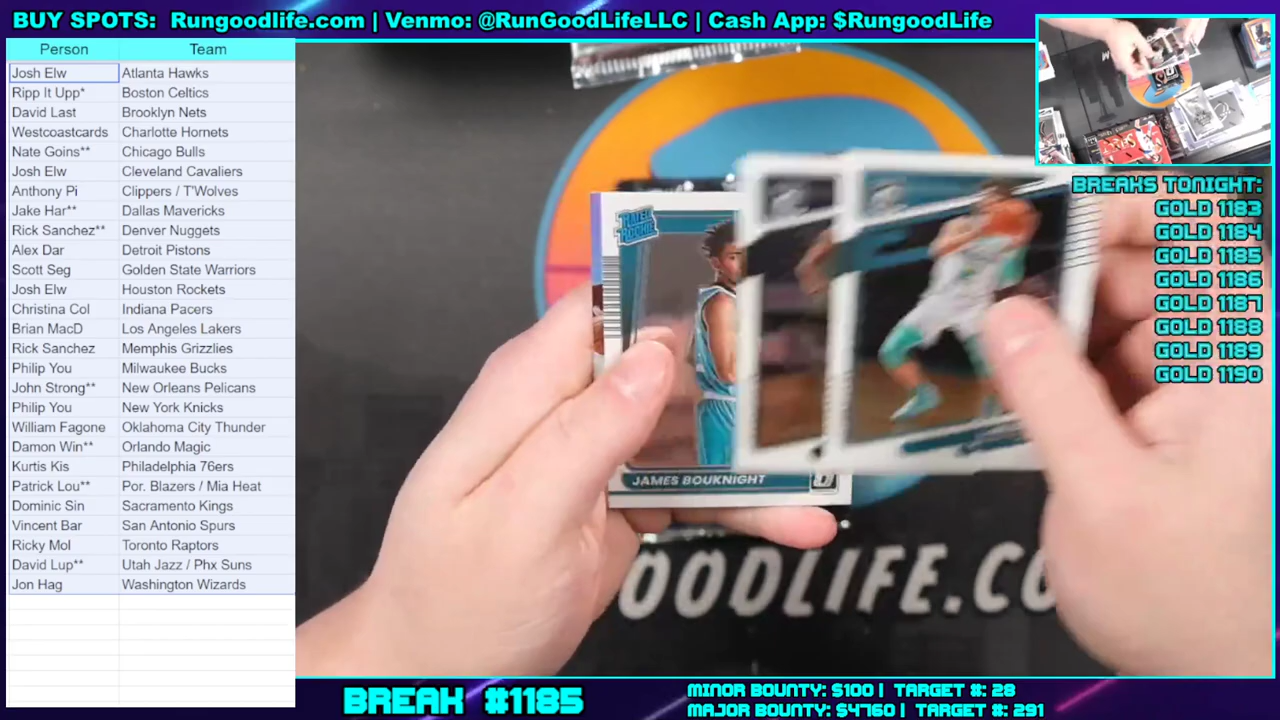 BUY SPOTS: Rungoodlife.com | Venmo: @RunGoodLifeLLC | Cash App: $RungoodLife
Person Team
Josh Elw Atlanta Hawks
Ripp It Upp* Boston Celtics
David Last Brooklyn Nets
Westcoastcards Charlotte Hornets
Nate Goins** Chicago Bulls
Josh Elw Cleveland Cavaliers
Anthony Pi Clippers / T'Wolves
Jake Har** Dallas Mavericks
Rick Sanchez** Denver Nuggets
Alex Dar Detroit Pistons
Scott Seg Golden State Warriors
Josh Elw Houston Rockets
Christina Col Indiana Pacers
Brian MacD Los Angeles Lakers
Rick Sanchez Memphis Grizzlies
Philip You Milwaukee Bucks
John Strong** New Orleans Pelicans
Philip You New York Knicks
William Fagone Oklahoma City Thunder
Damon Win** Orlando Magic
Kurtis Kis Philadelphia 76ers
Patrick Lou** Por. Blazers / Mia Heat
Dominic Sin Sacramento Kings
Vincent Bar San Antonio Spurs
Ricky Mol Toronto Raptors
David Lup** Utah Jazz / Phx Suns
Jon Hag Washington Wizards
RATED ROOKIE
JAMES BOUKNIGHT
GOODLIFE.CO
BREAKS TONIGHT:
GOLD 1183
GOLD 1184
GOLD 1185
GOLD 1186
GOLD 1187
GOLD 1188
GOLD 1189
GOLD 1190
BREAK #1185
MINOR BOUNTY: $100 | TARGET #: 28
MAJOR BOUNTY: $4760 | TARGET #: 291